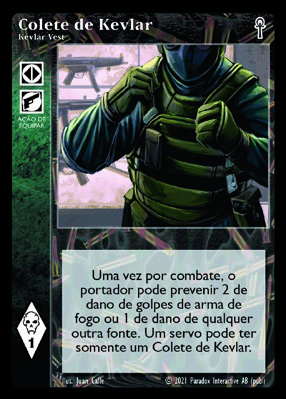 Colete de Kevlar
Kevlar Vest
AÇÃO DE
EQUIPAR
Uma vez por combate, o
portador pode prevenir 2 de
dano de golpes de arma de
fogo ou 1 de dano de qualquer
outra fonte. Um servo pode ter
somente um Colete de Kevlar.
1
Ilus. Juan Calle
© 2021 Paradox Interactive AB (publ)